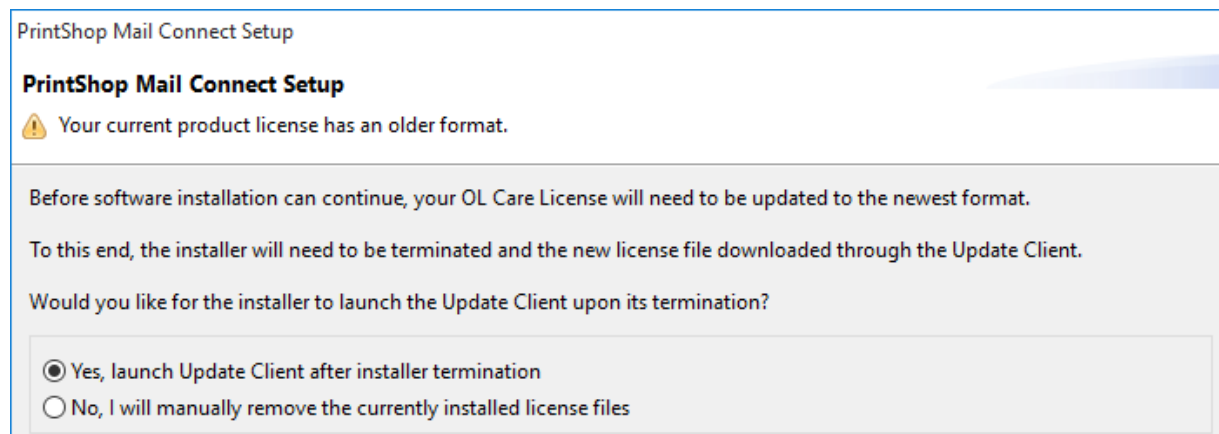 PrintShop Mail Connect Setup
PrintShop Mail Connect Setup
Your current product license has an older format.
Before software installation can continue, your OL Care License will need to be updated to the newest format.
To this end, the installer will need to be terminated and the new license file downloaded through the Update Client.
Would you like for the installer to launch the Update Client upon its termination?
Yes, launch Update Client after installer termination
No, I will manually remove the currently installed license files